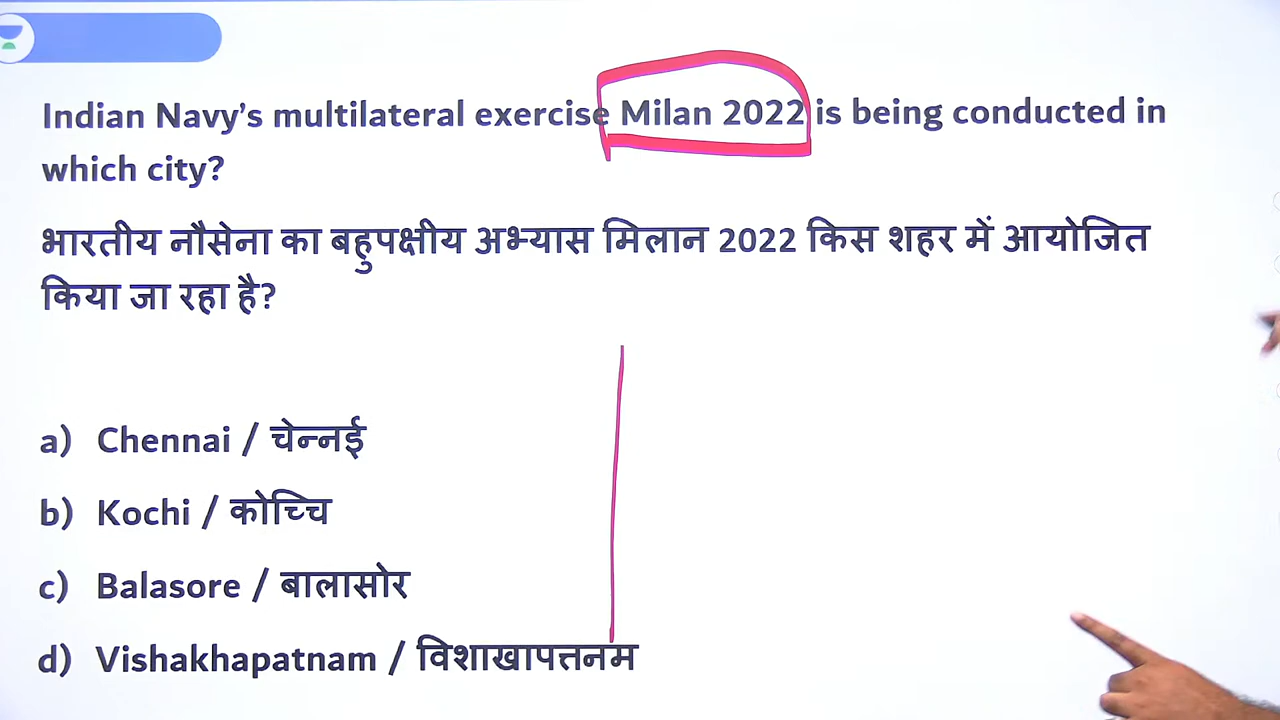 Indian Navy’s multilateral exercise Milan 2022 is being conducted in
which city?
भारतीय नौसेना का बहुपक्षीय अभ्यास मिलान 2022 किस शहर में आयोजित
किया जा रहा है?
a) Chennai / चेन्नई
b) Kochi / कोच्चि
c) Balasore / बालासोर
d) Vishakhapatnam / विशाखापत्तनम